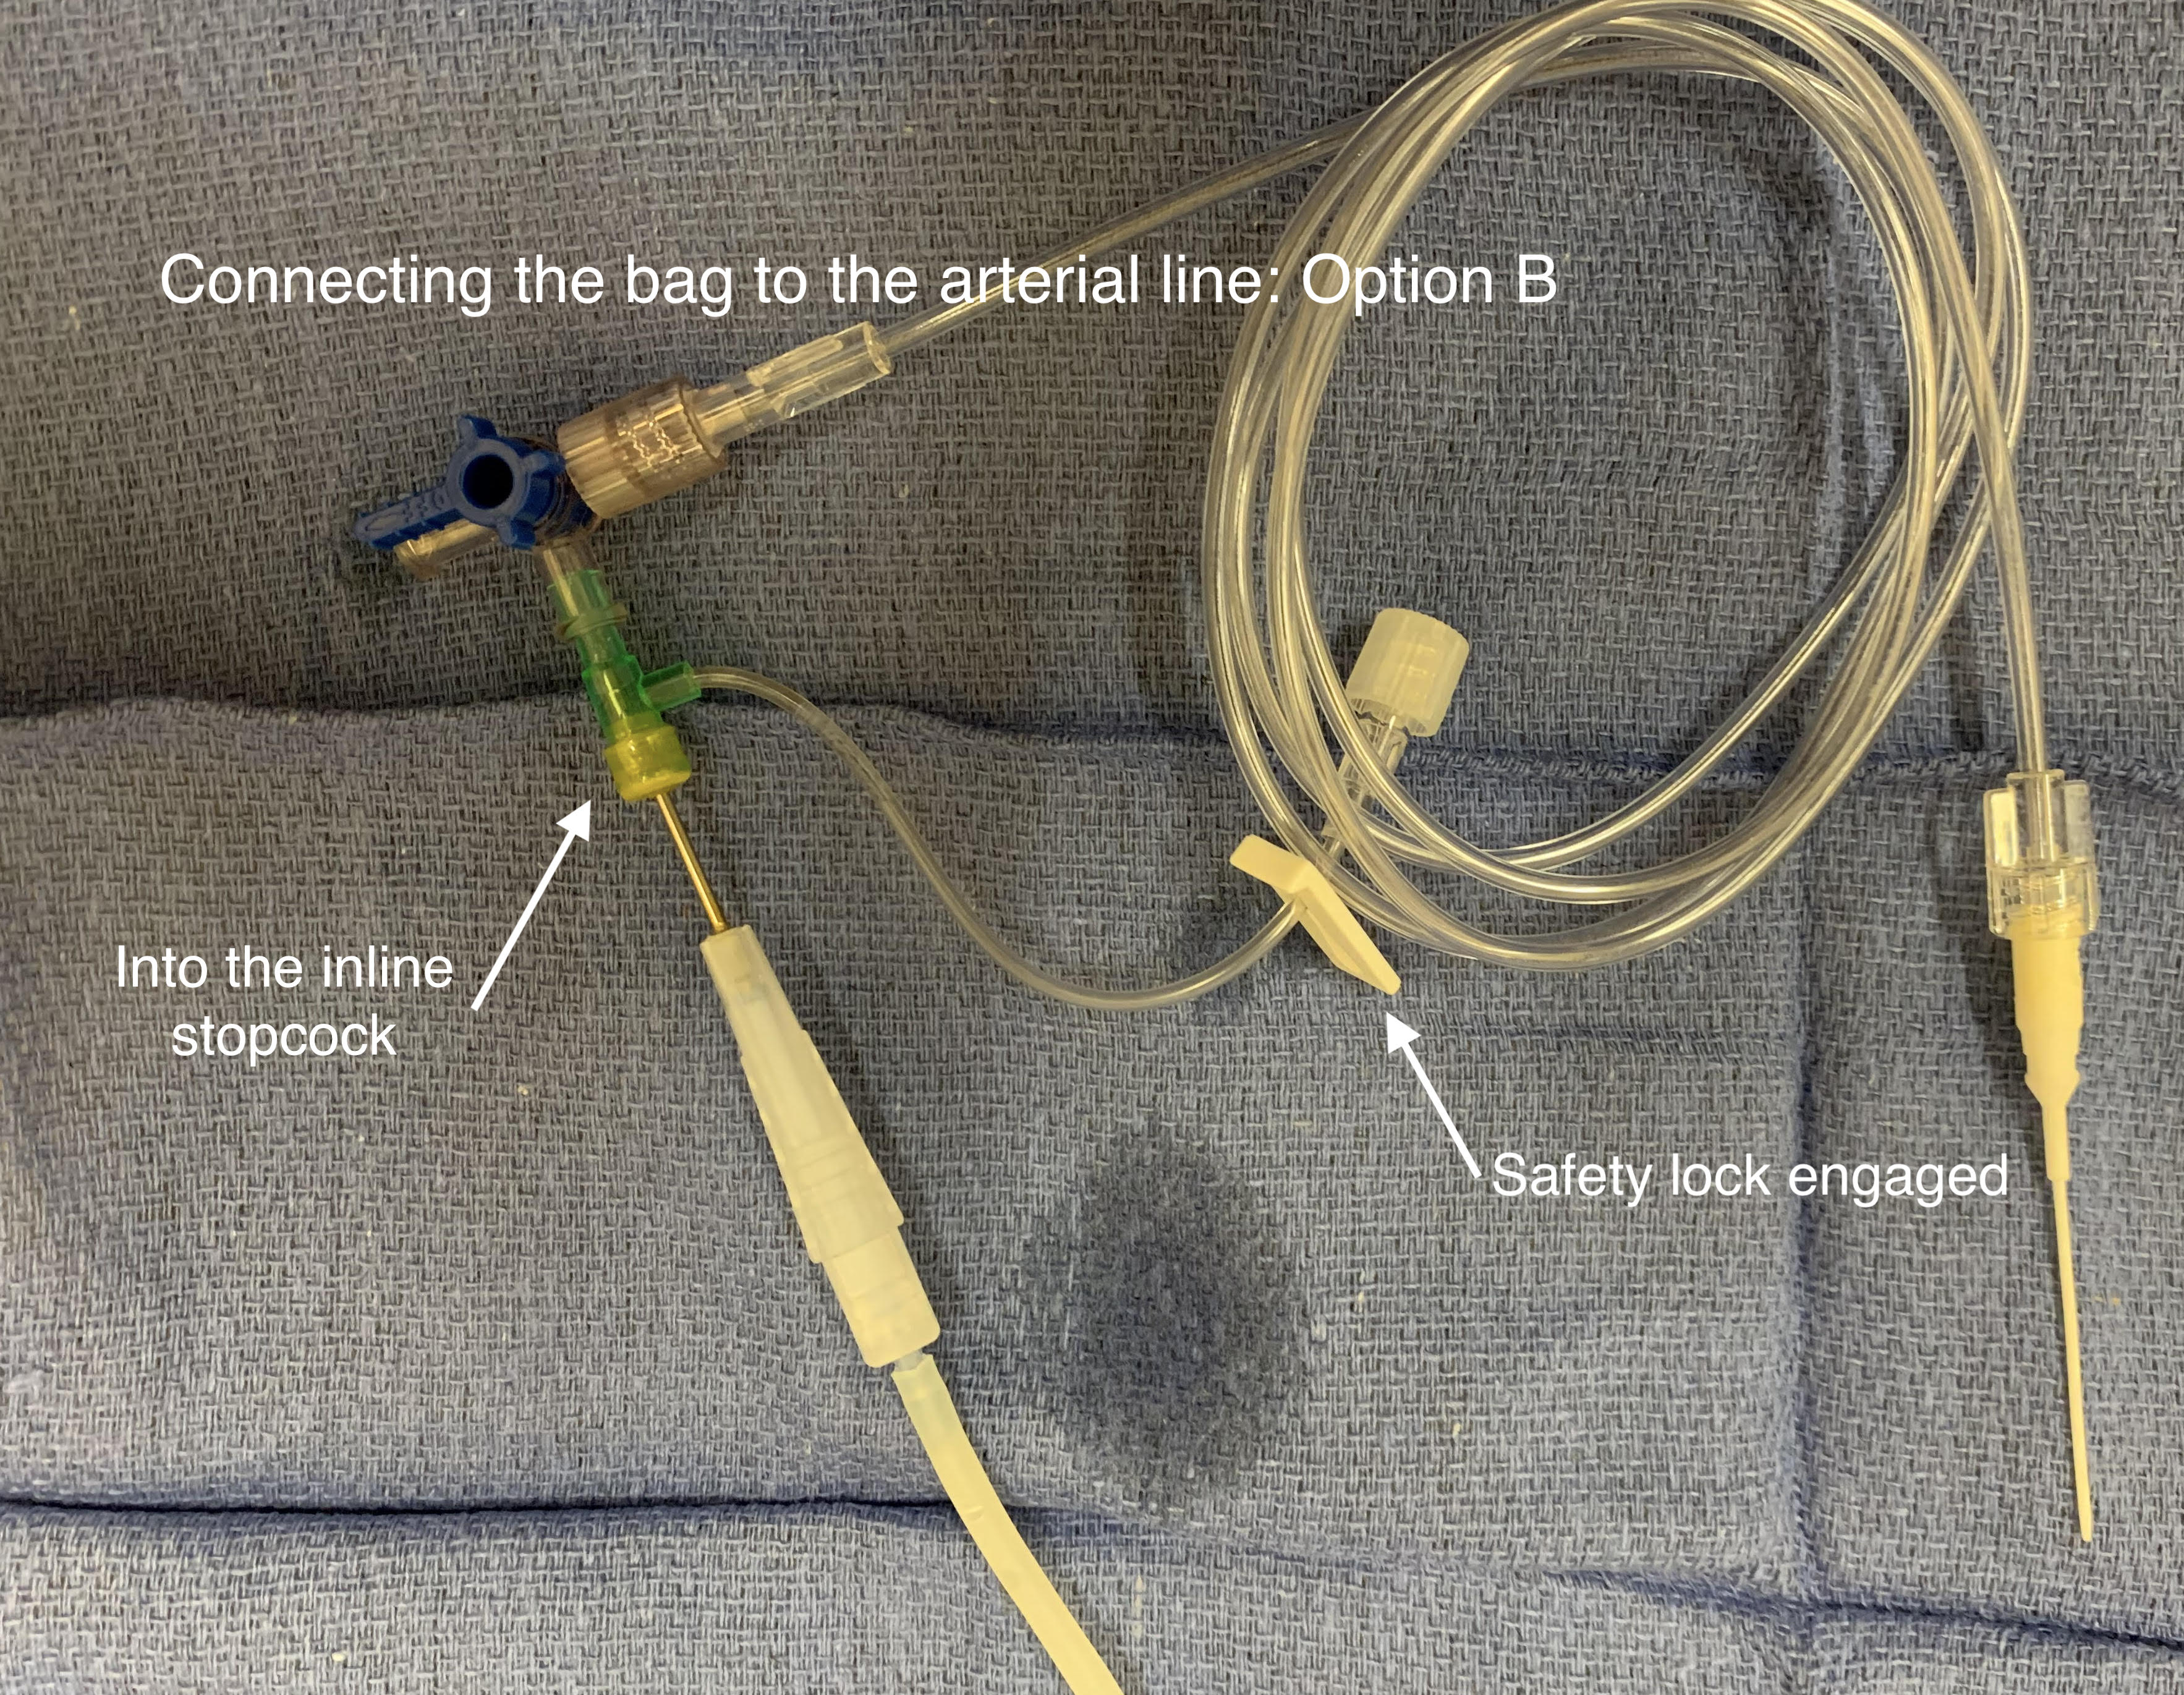 Connecting the bag to the arterial line: Option B
Into the inline
stopcock
Safety lock engaged